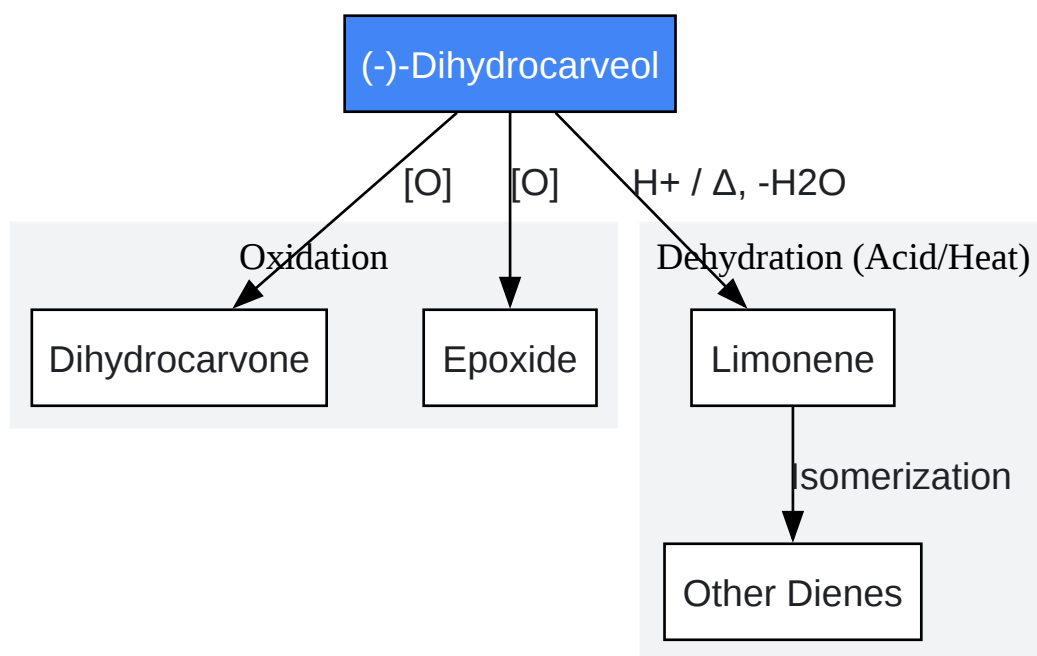 (-)-Dihydrocarveol
[O]
[O]
H+ / Δ, -H2O
Oxidation
Dehydration (Acid/Heat)
Dihydrocarvone
Epoxide
Limonene
Isomerization
Other Dienes